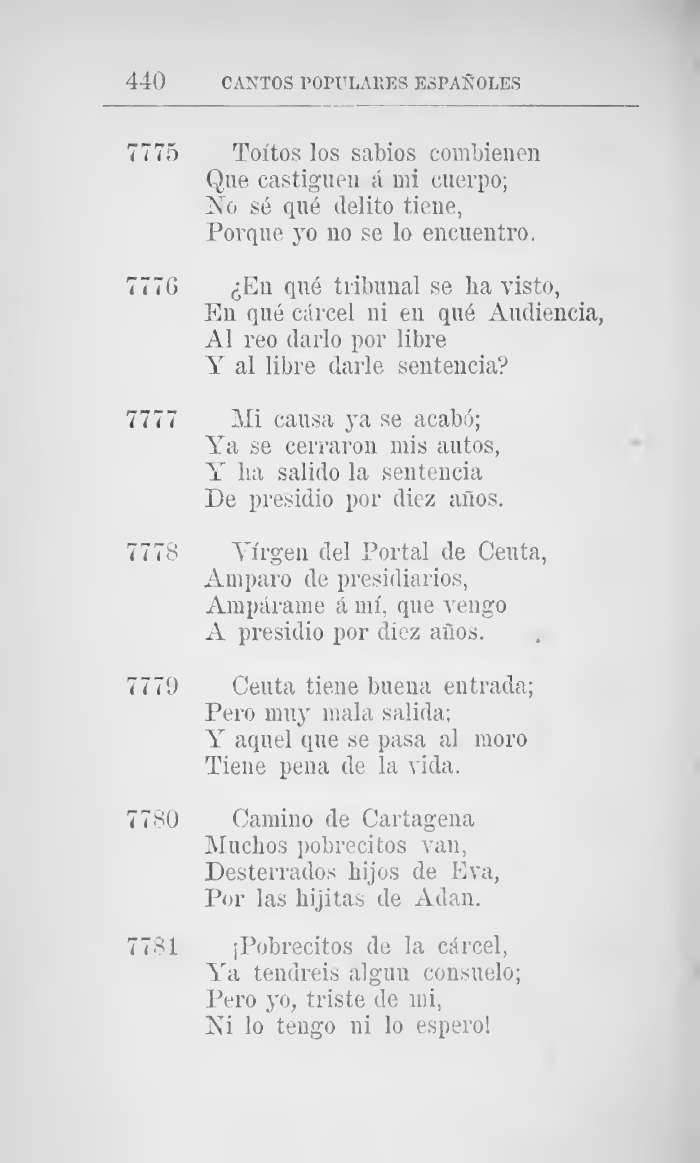 440 CANTOS POPULARES ESPAÑOLES
7775 Toítos los sabios combienen
Que castiguen á mi cuerpo;
No sé qué delito tiene,
Porque yo no se lo encuentro.
7776 ¿En qué tribunal se ha visto,
En qué cárcel ni en qué Audiencia,
Al reo darlo por libre
Y al libre darle sentencia?
7777 Mi causa ya se acabó;
Ya se cerraron mis autos,
Y ha salido la sentencia
De presidio por diez años.
7778 Vírgen del Portal de Ceuta,
Amparo de presidiarios,
Ampárame á mí, que vengo
A presidio por diez años.
7779 Ceuta tiene buena entrada;
Pero muy mala salida;
Y aquel que se pasa al moro
Tiene pena de la vida.
7780 Camino de Cartagena
Muchos pobrecitos van,
Desterrados hijos de Eva,
Por las hijitas de Adan.
7781 ¡Pobrecitos de la cárcel,
Ya tendreis algun consuelo;
Pero yo, triste de mi,
Ni lo tengo ni lo espero!